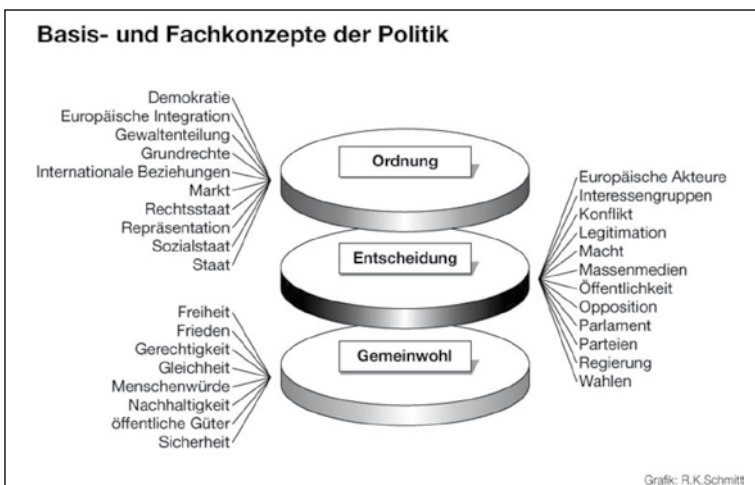 Basis- und Fachkonzepte der Politik
Demokratie
Europäische Integration
Gewaltenteilung
Grundrechte
Internationale Beziehungen
Markt
Rechtsstaat
Repräsentation
Sozialstaat
Staat
Ordnung
Europäische Akteure
Interessengruppen
Konflikt
Legitimation
Macht
Massenmedien
Öffentlichkeit
Opposition
Parlament
Parteien
Regierung
Wahlen
Entscheidung
Freiheit
Frieden
Gerechtigkeit
Gleichheit
Menschenwürde
Nachhaltigkeit
öffentliche Güter
Sicherheit
Gemeinwohl
Grafik: R.K.Schmitt